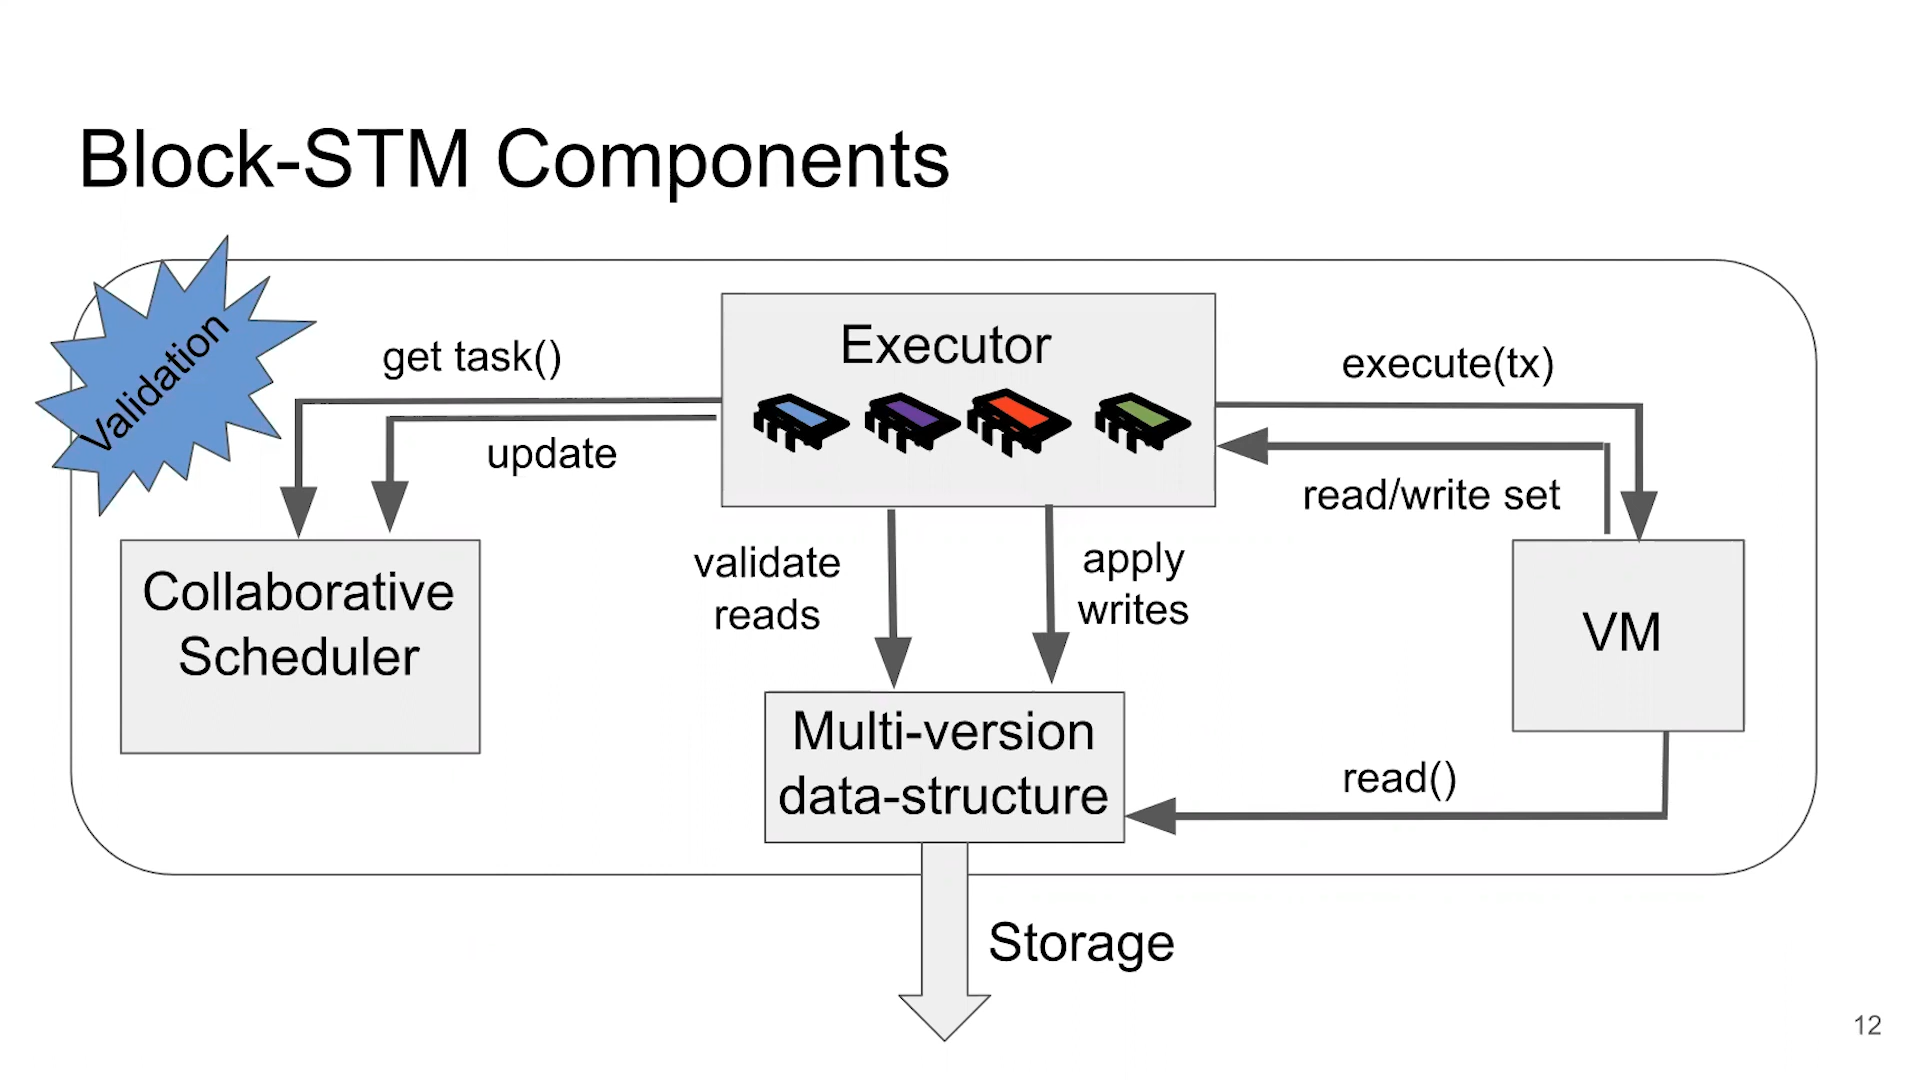 Block-STM Components
Validation
get task()
update
Executor
execute(tx)
read/write set
Collaborative
Scheduler
validate
reads
apply
writes
VM
Multi-version
data-structure
read()
Storage
12